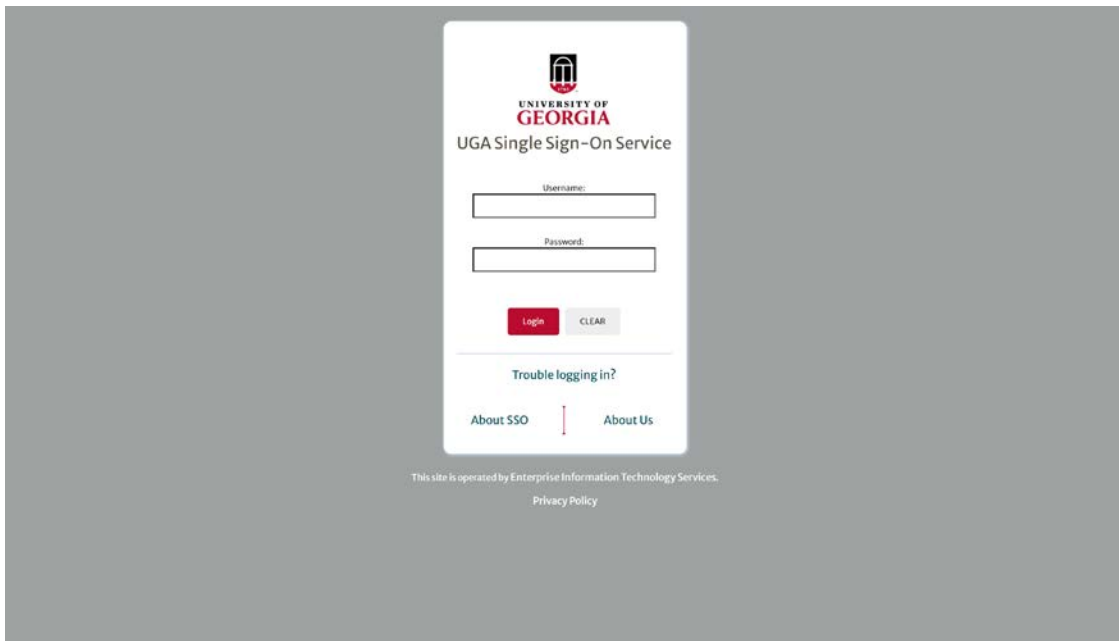 UNIVERSITY OF
GEORGIA
UGA Single Sign-On Service
Username:
Password:
Login CLEAR
Trouble logging in?
About SSO About Us
This site is operated by Enterprise Information Technology Services.
Privacy Policy